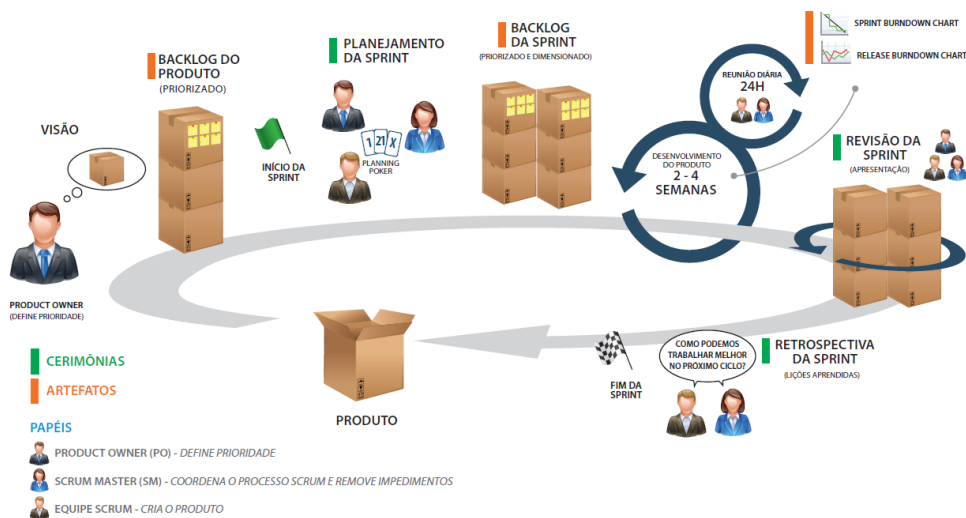 VISÃO
PRODUCT OWNER
(DEFINE PRIORIDADE)
BACKLOG DO
PRODUTO
(PRIORIZADO)
INÍCIO DA
SPRINT
PLANEJAMENTO
DA SPRINT
1 21 X
PLANNING
POKER
BACKLOG
DA SPRINT
(PRIORIZADO E DIMENSIONADO)
REUNIÃO DIÁRIA
24H
DESENVOLVIMENTO
DO PRODUTO
2 - 4
SEMANAS
SPRINT BURNDOWN CHART
RELEASE BURNDOWN CHART
REVISÃO DA
SPRINT
(APRESENTAÇÃO)
RETROSPECTIVA
DA SPRINT
(LIÇÕES APRENDIDAS)
COMO PODEMOS
TRABALHAR MELHOR
NO PRÓXIMO CICLO?
FIM DA
SPRINT
PRODUTO
CERIMÔNIAS
ARTEFATOS
PAPÉIS
PRODUCT OWNER (PO) - DEFINE PRIORIDADE
SCRUM MASTER (SM) - COORDENA O PROCESSO SCRUM E REMOVE IMPEDIMENTOS
EQUIPE SCRUM - CRIA O PRODUTO